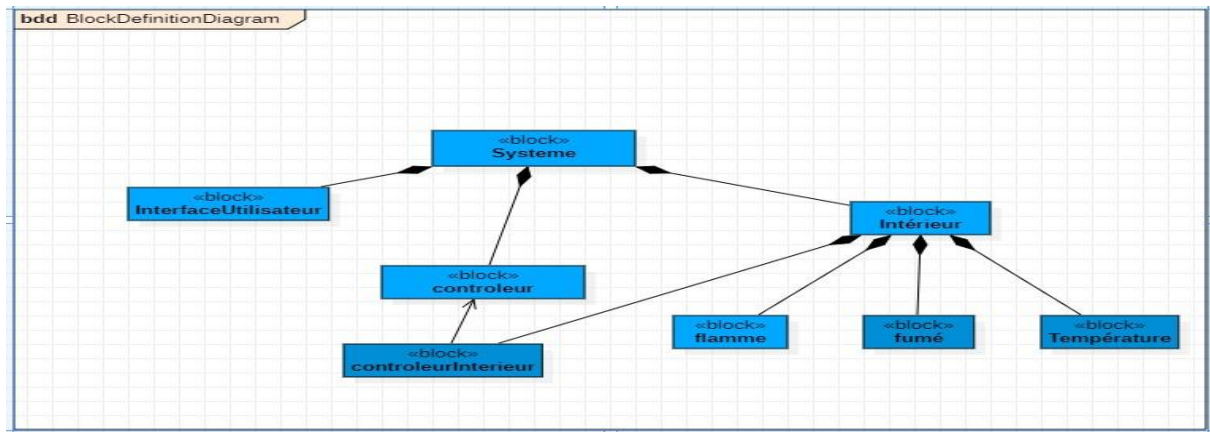 bdd BlockDefinitionDiagram
«block»
Systeme
«block»
InterfaceUtilisateur
«block»
Intérieur
«block»
controleur
«block»
flamme
«block»
fumé
«block»
Température
«block»
controleurInterieur